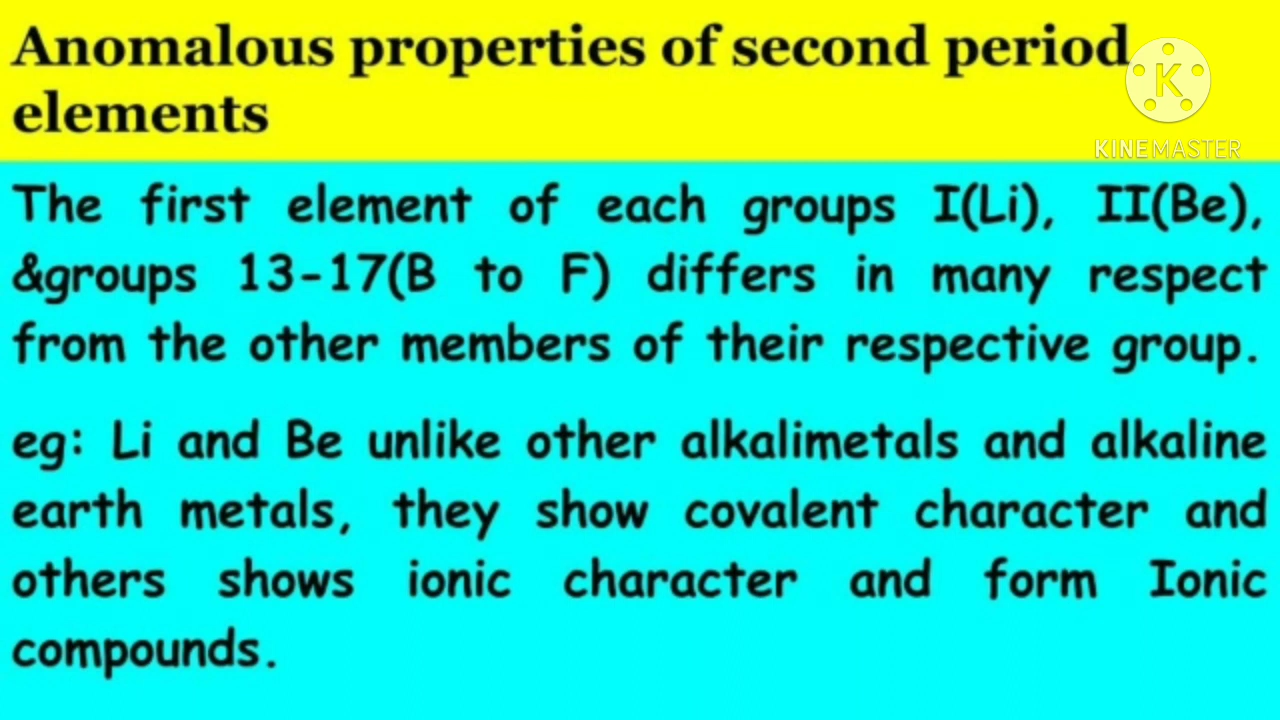 Anomalous properties of second period
elements
K
KINEMASTER
The first element of each groups I(Li), II(Be),
&groups 13-17(B to F) differs in many respect
from the other members of their respective group.
eg: Li and Be unlike other alkalimetals and alkaline
earth metals, they show covalent character and
others shows ionic character and form Ionic
compounds.